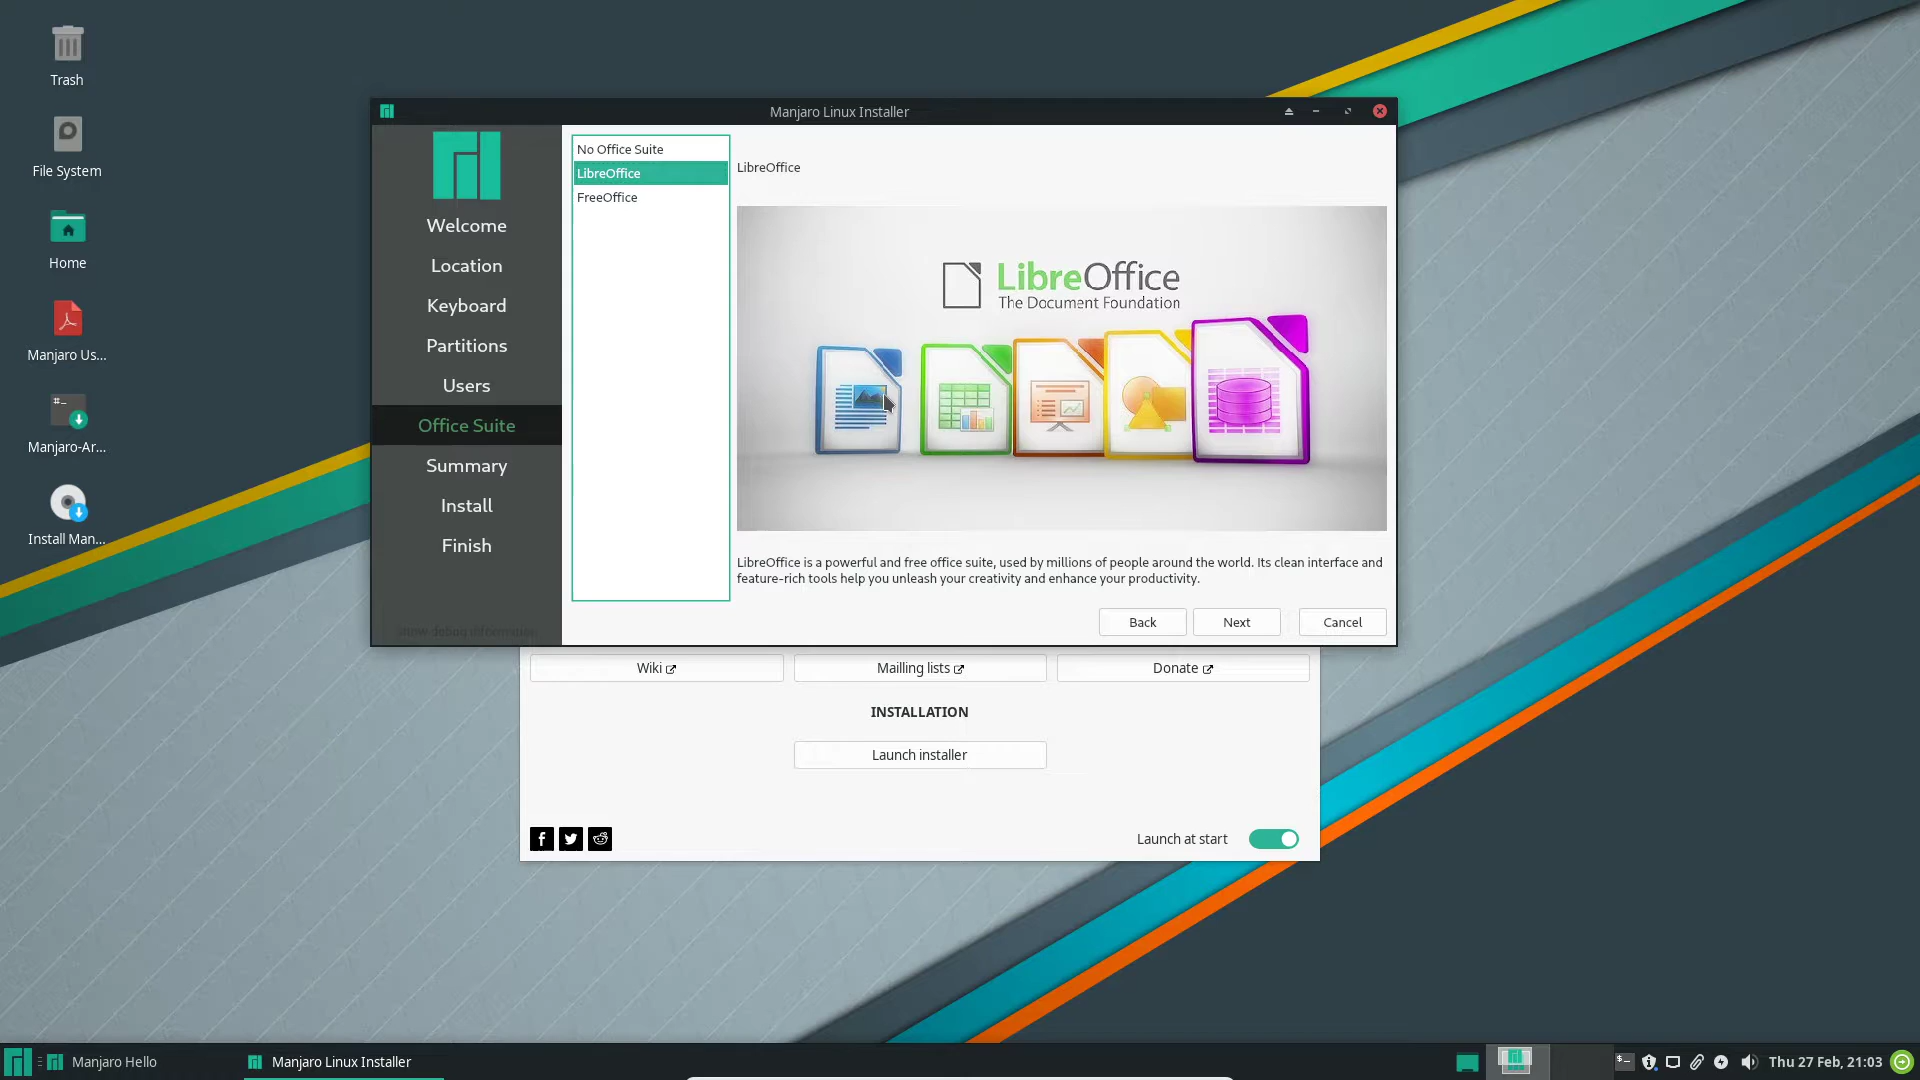 Trash
File System
Home
Manjaro Us...
Manjaro-Ar...
Install Man...
Manjaro Linux Installer
Welcome
Location
Keyboard
Partitions
Users
Office Suite
Summary
Install
Finish
Show debug information
No Office Suite
LibreOffice
FreeOffice
LibreOffice
LibreOffice
The Document Foundation
LibreOffice is a powerful and free office suite, used by millions of people around the world. Its clean interface and
feature-rich tools help you unleash your creativity and enhance your productivity.
Back
Next
Cancel
Wiki
Mailling lists
Donate
INSTALLATION
Launch installer
Launch at start
Manjaro Hello
Manjaro Linux Installer
Thu 27 Feb, 21:03